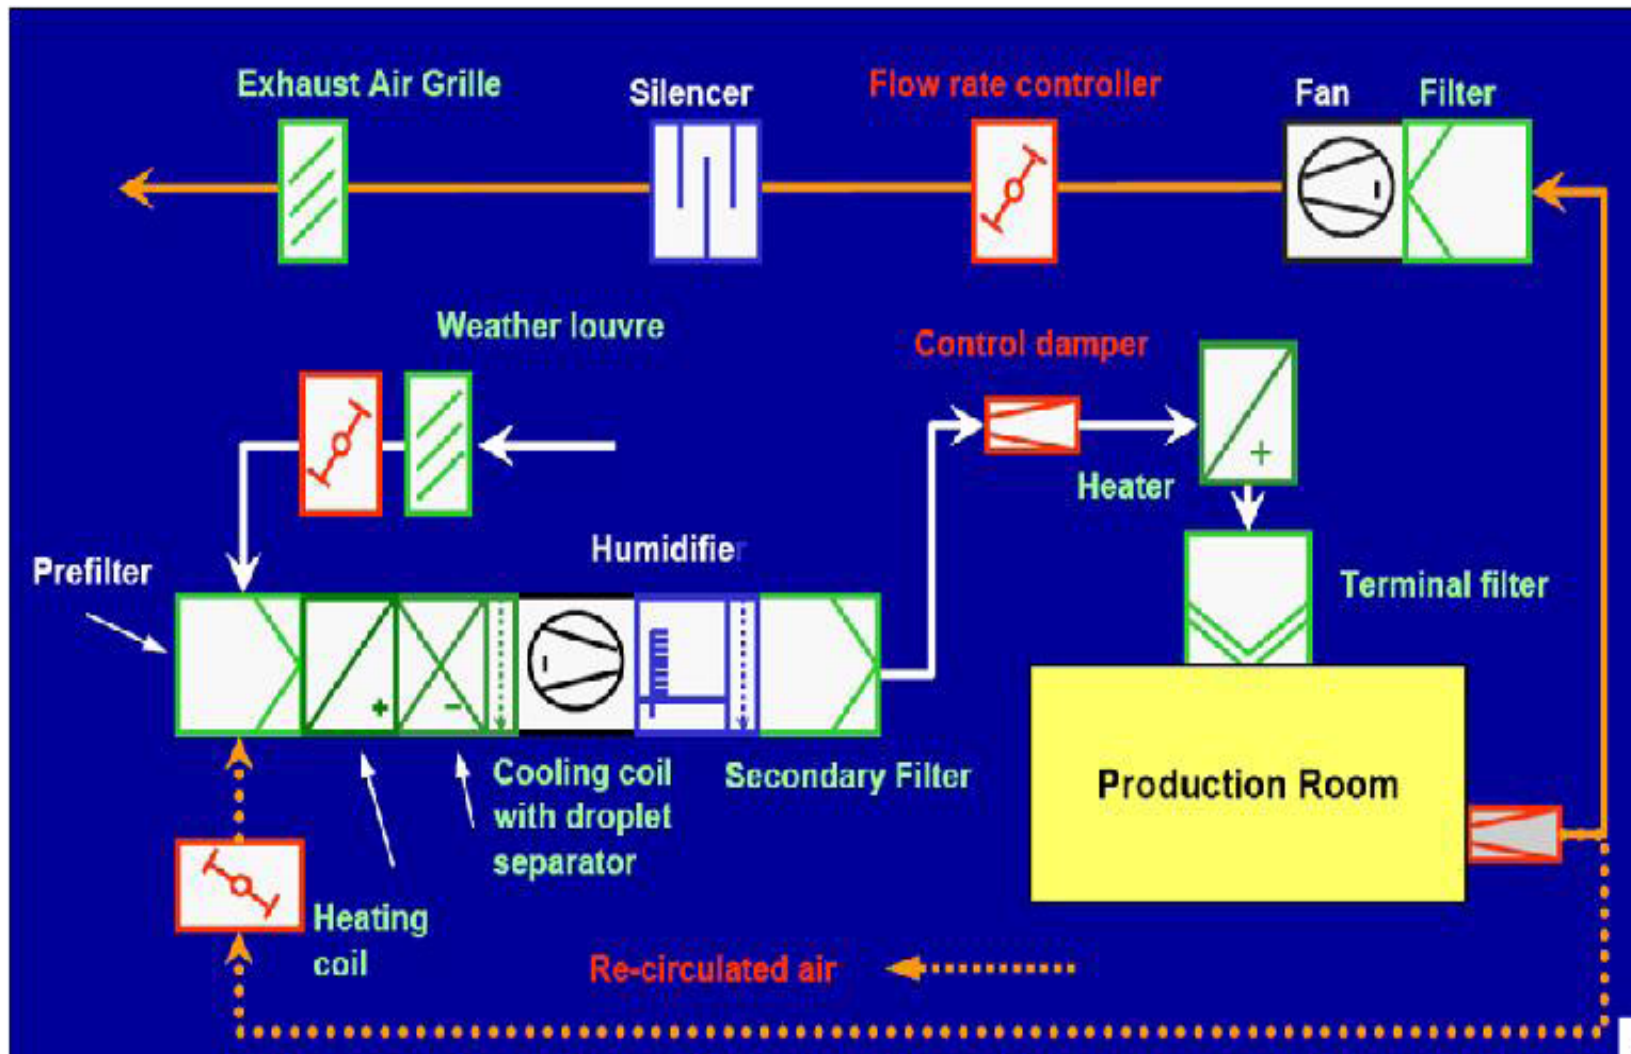 Exhaust Air Grille
Silencer
Flow rate controller
Fan
Filter
Weather louvre
Control damper
Heater
Prefilter
Humidifier
Terminal filter
+
-
+
Cooling coil
with droplet
separator
Secondary Filter
Production Room
Heating
coil
Re-circulated air